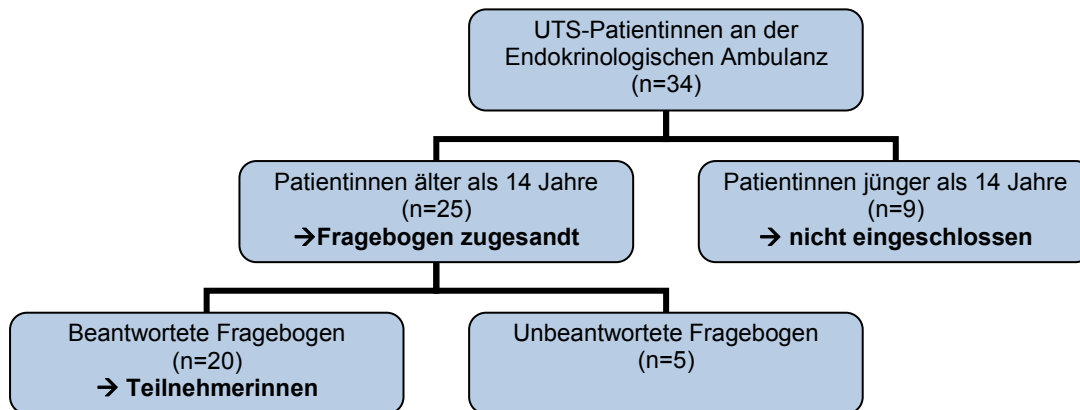 UTS-Patientinnen an der
Endokrinologischen Ambulanz
(n=34)
Patientinnen älter als 14 Jahre
(n=25)
→Fragebogen zugesandt
Patientinnen jünger als 14 Jahre
(n=9)
→ nicht eingeschlossen
Beantwortete Fragebogen
(n=20)
→ Teilnehmerinnen
Unbeantwortete Fragebogen
(n=5)